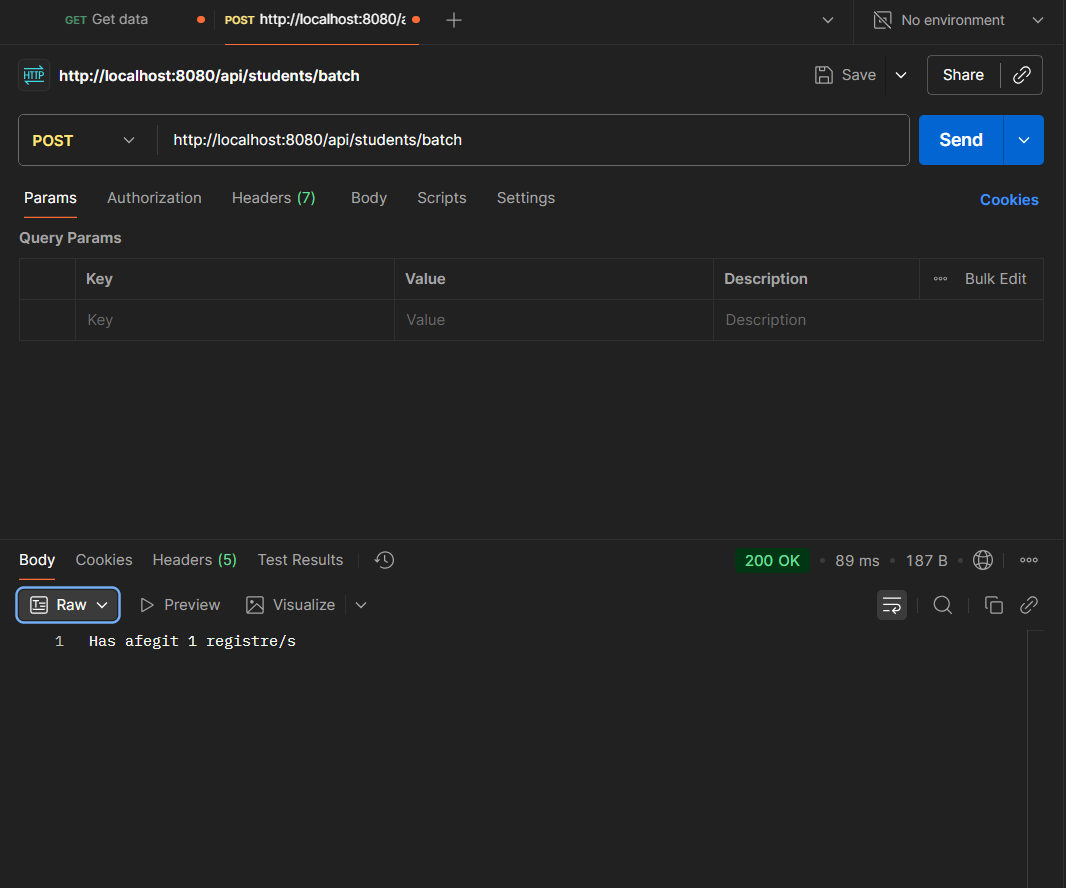 GET Get data POST http://localhost:8080/a No environment
HTTP http://localhost:8080/api/students/batch Save Share
POST http://localhost:8080/api/students/batch Send
Params Authorization Headers (7) Body Scripts Settings Cookies
Query Params
Key Value Description Bulk Edit
Key Value Description
Body Cookies Headers (5) Test Results 200 OK 89 ms 187 B
Raw Preview Visualize
1 Has afegit 1 registre/s